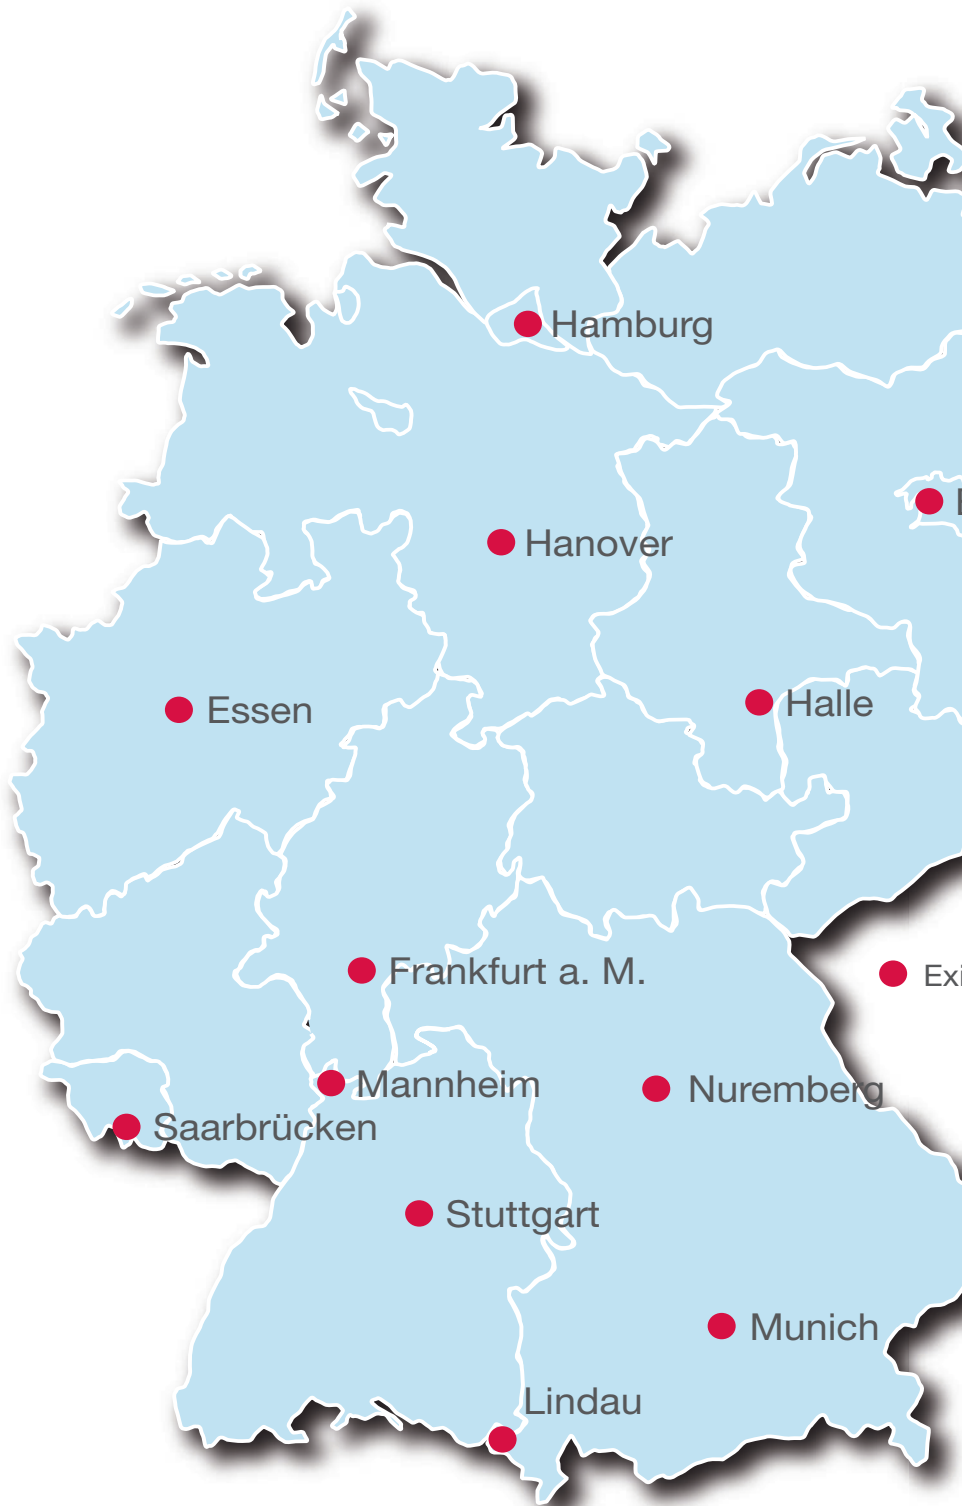 Hamburg
Hanover
Essen
Halle
Frankfurt a. M.
Mannheim
Nuremberg
Saarbrücken
Stuttgart
Munich
Lindau